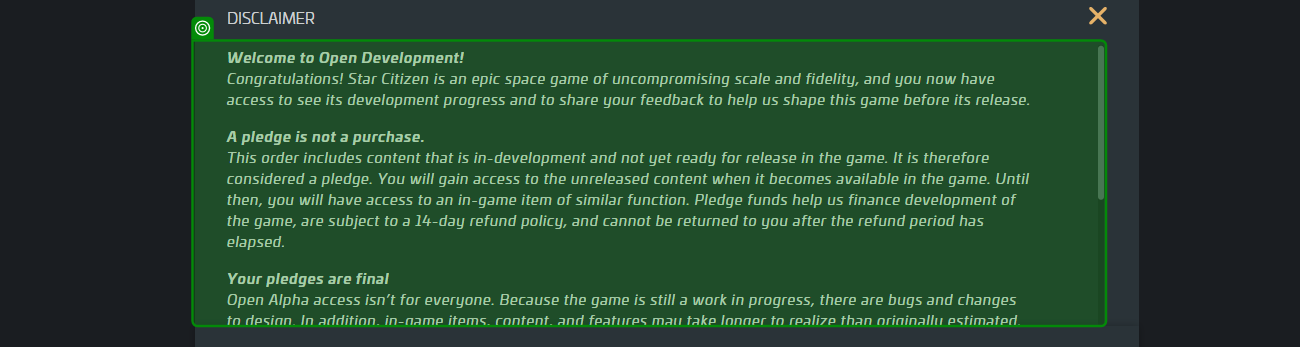 DISCLAIMER
Welcome to Open Development!
Congratulations! Star Citizen is an epic space game of uncompromising scale and fidelity, and you now have
access to see its development progress and to share your feedback to help us shape this game before its release.
A pledge is not a purchase.
This order includes content that is in-development and not yet ready for release in the game. It is therefore
considered a pledge. You will gain access to the unreleased content when it becomes available in the game. Until
then, you will have access to an in-game item of similar function. Pledge funds help us finance development of
the game, are subject to a 14-day refund policy, and cannot be returned to you after the refund period has
elapsed.
Your pledges are final
Open Alpha access isn’t for everyone. Because the game is still a work in progress, there are bugs and changes
to design. In addition, in-game items, content, and features may take longer to realize than originally estimated.